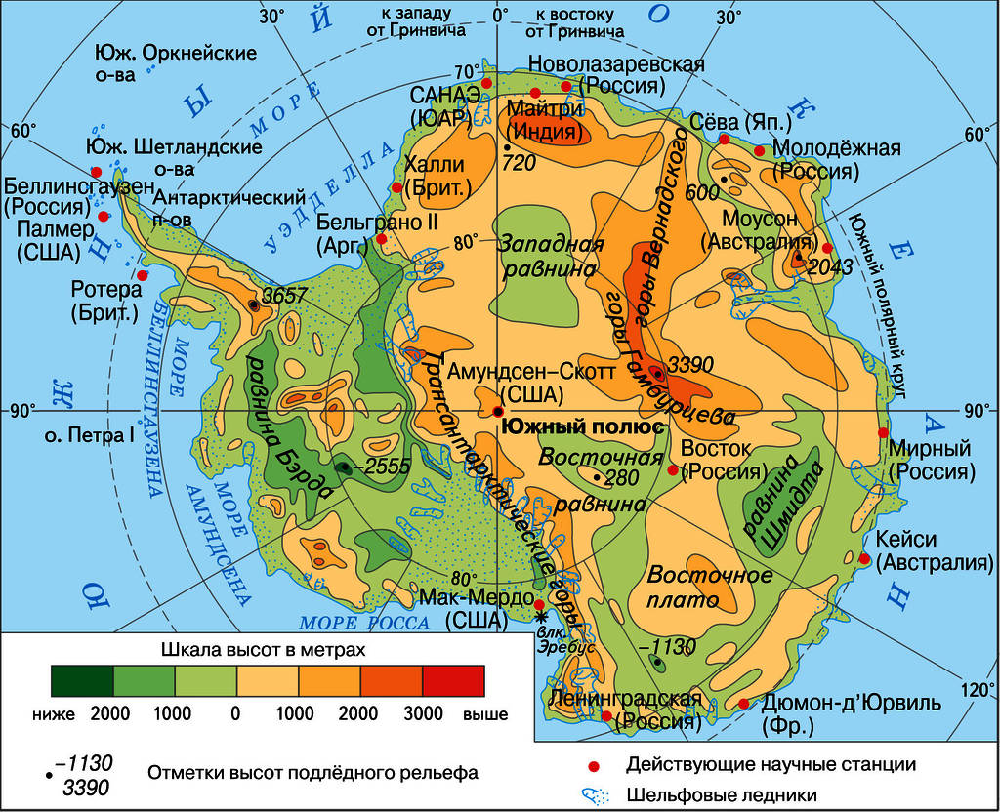 30°
к западу
от Гринвича
0°
к востоку
от Гринвича
30°
ЮЖНЫЙ
ОКЕАН
Юж. Оркнейские
о-ва
МОРЕ
УЭДДЕЛЛА
70°
САНАЭ
(ЮАР)
Новолазаревская
(Россия)
Майтри
(Индия)
720
Сёва (Яп.)
Молодёжная
(Россия)
600
60°
60°
Юж. Шетландские
о-ва
Беллинсгаузен
(Россия)
Антарктический
п-ов
Палмер
(США)
Халли
(Брит.)
Бельграно II
(Арг.)
80°
Западная
равнина
горы Вернадского
Моусон
(Австралия)
2043
Южный полярный круг
Ротера
(Брит.)
3657
МОРЕ
БЕЛЛИНСГАУЗЕНА
горы Гамбурцева
3390
Амундсен–Скотт
(США)
Южный полюс
90°
90°
о. Петра I
равнина Бэрда
-2555
Трансантарктические горы
Восточная
равнина
280
Восток
(Россия)
Мирный
(Россия)
равнина
Шмидта
МОРЕ
АМУНДСЕНА
Кейси
(Австралия)
Восточное
плато
80°
Мак-Мердо
(США)
МОРЕ РОССА
влк.
Эребус
-1130
Ленинградская
(Россия)
Дюмон-д’Юрвиль
(Фр.)
120°
Шкала высот в метрах
ниже 2000 1000 0 1000 2000 3000 выше
-1130
3390
Отметки высот подлёдного рельефа
Действующие научные станции
Шельфовые ледники